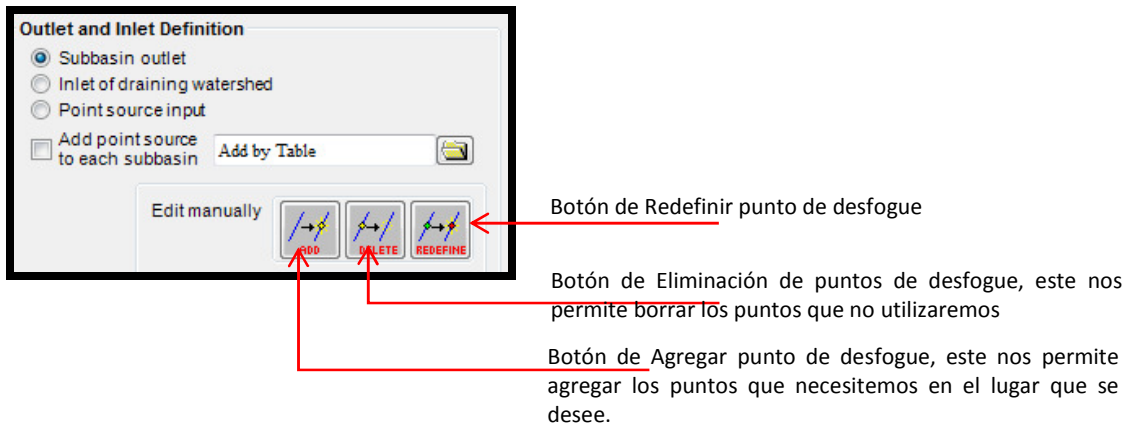 Outlet and Inlet Definition
Subbasin outlet
Inlet of draining watershed
Point source input
Add point source
to each subbasin
Add by Table
Edit manually
ADD
DELETE
REDEFINE
Botón de Redefinir punto de desfogue
Botón de Eliminación de puntos de desfogue, este nos
permite borrar los puntos que no utilizaremos
Botón de Agregar punto de desfogue, este nos permite
agregar los puntos que necesitemos en el lugar que se
desee.